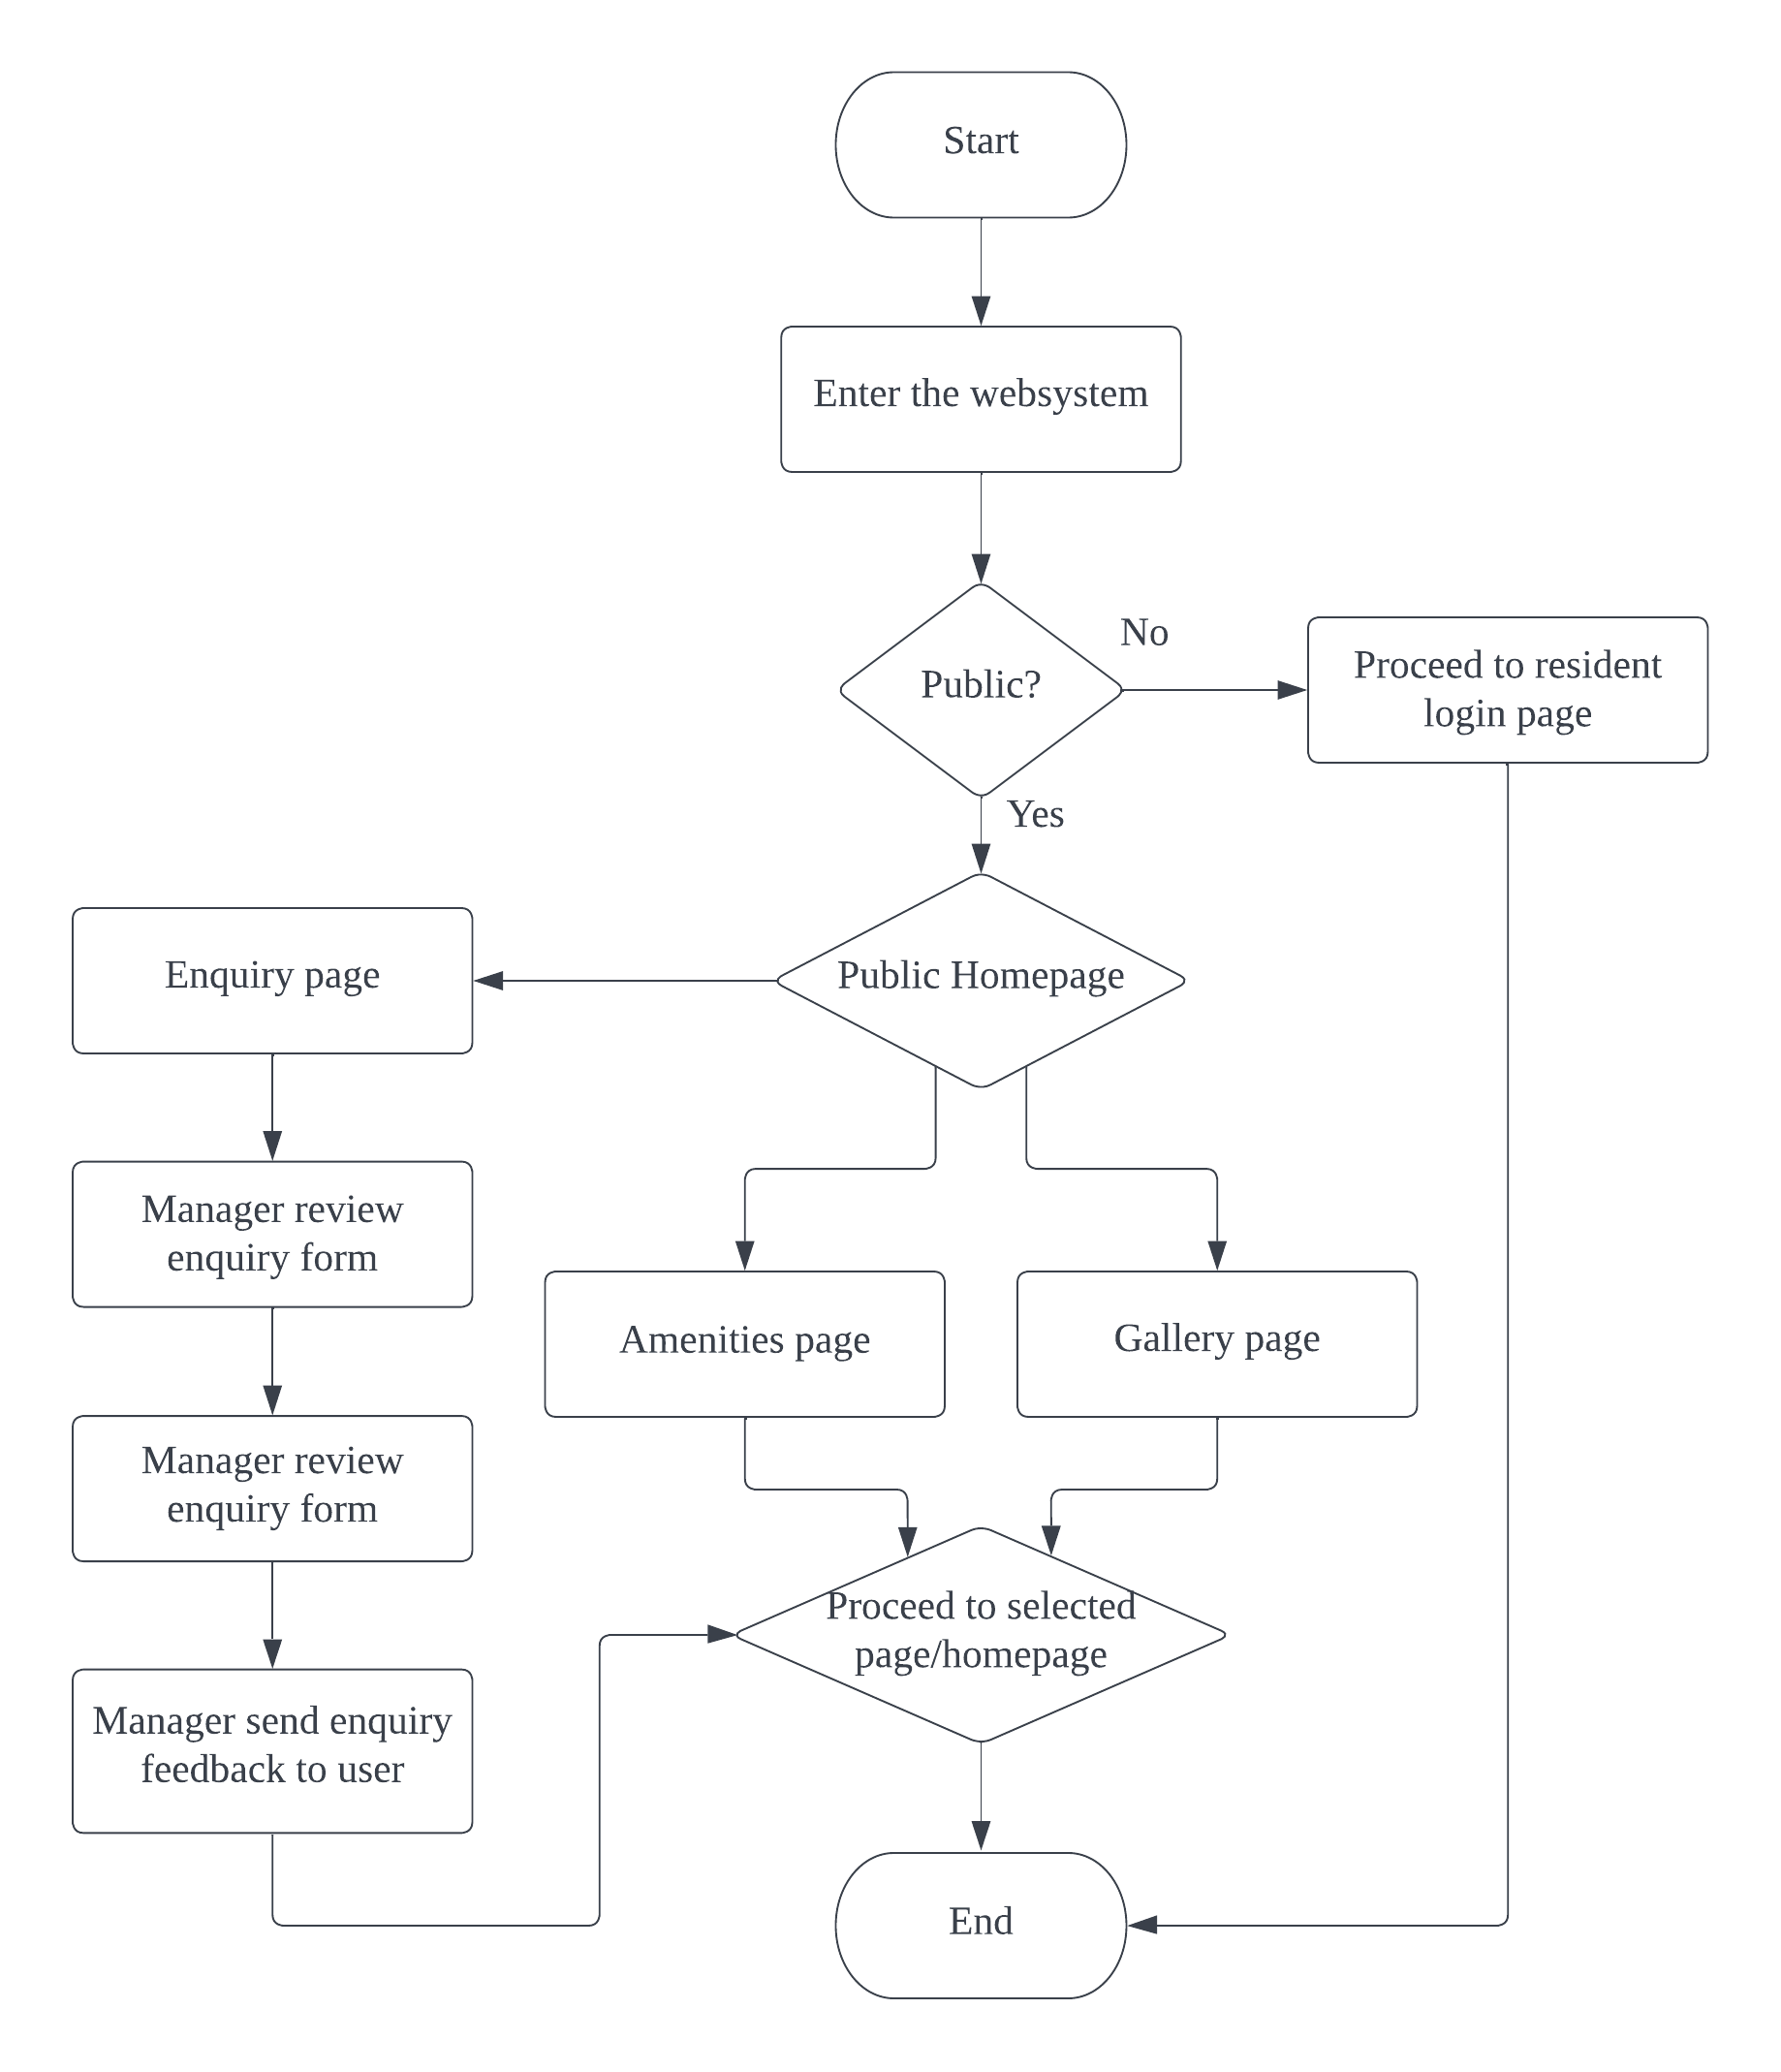 Start
Enter the websystem
Public?
No
Proceed to resident
login page
Yes
Public Homepage
Enquiry page
Manager review
enquiry form
Amenities page
Gallery page
Manager review
enquiry form
Proceed to selected
page/homepage
Manager send enquiry
feedback to user
End